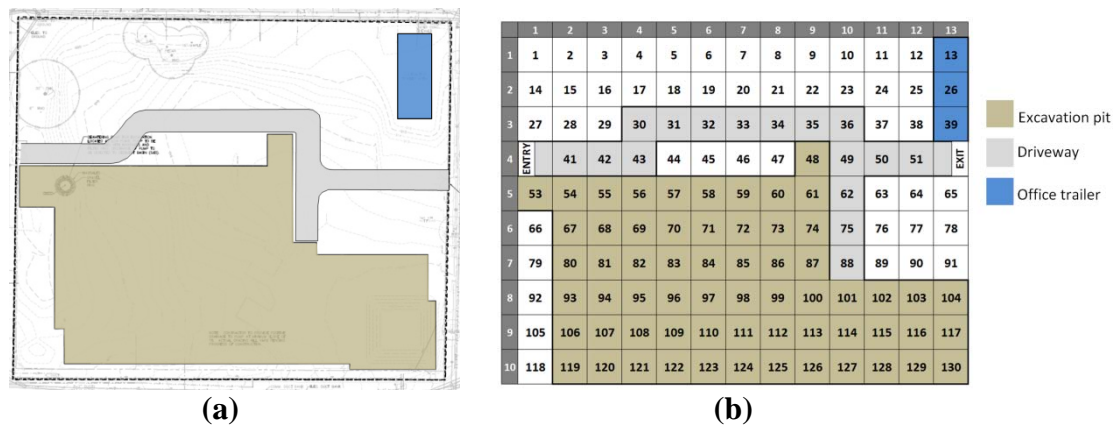 1 2 3 4 5 6 7 8 9 10 11 12 13
1 1 2 3 4 5 6 7 8 9 10 11 12 13
2 14 15 16 17 18 19 20 21 22 23 24 25 26
3 27 28 29 30 31 32 33 34 35 36 37 38 39
4 ENTRY 41 42 43 44 45 46 47 48 49 50 51 EXIT
5 53 54 55 56 57 58 59 60 61 62 63 64 65
6 66 67 68 69 70 71 72 73 74 75 76 77 78
7 79 80 81 82 83 84 85 86 87 88 89 90 91
8 92 93 94 95 96 97 98 99 100 101 102 103 104
9 105 106 107 108 109 110 111 112 113 114 115 116 117
10 118 119 120 121 122 123 124 125 126 127 128 129 130
Excavation pit
Driveway
Office trailer
(a)
(b)